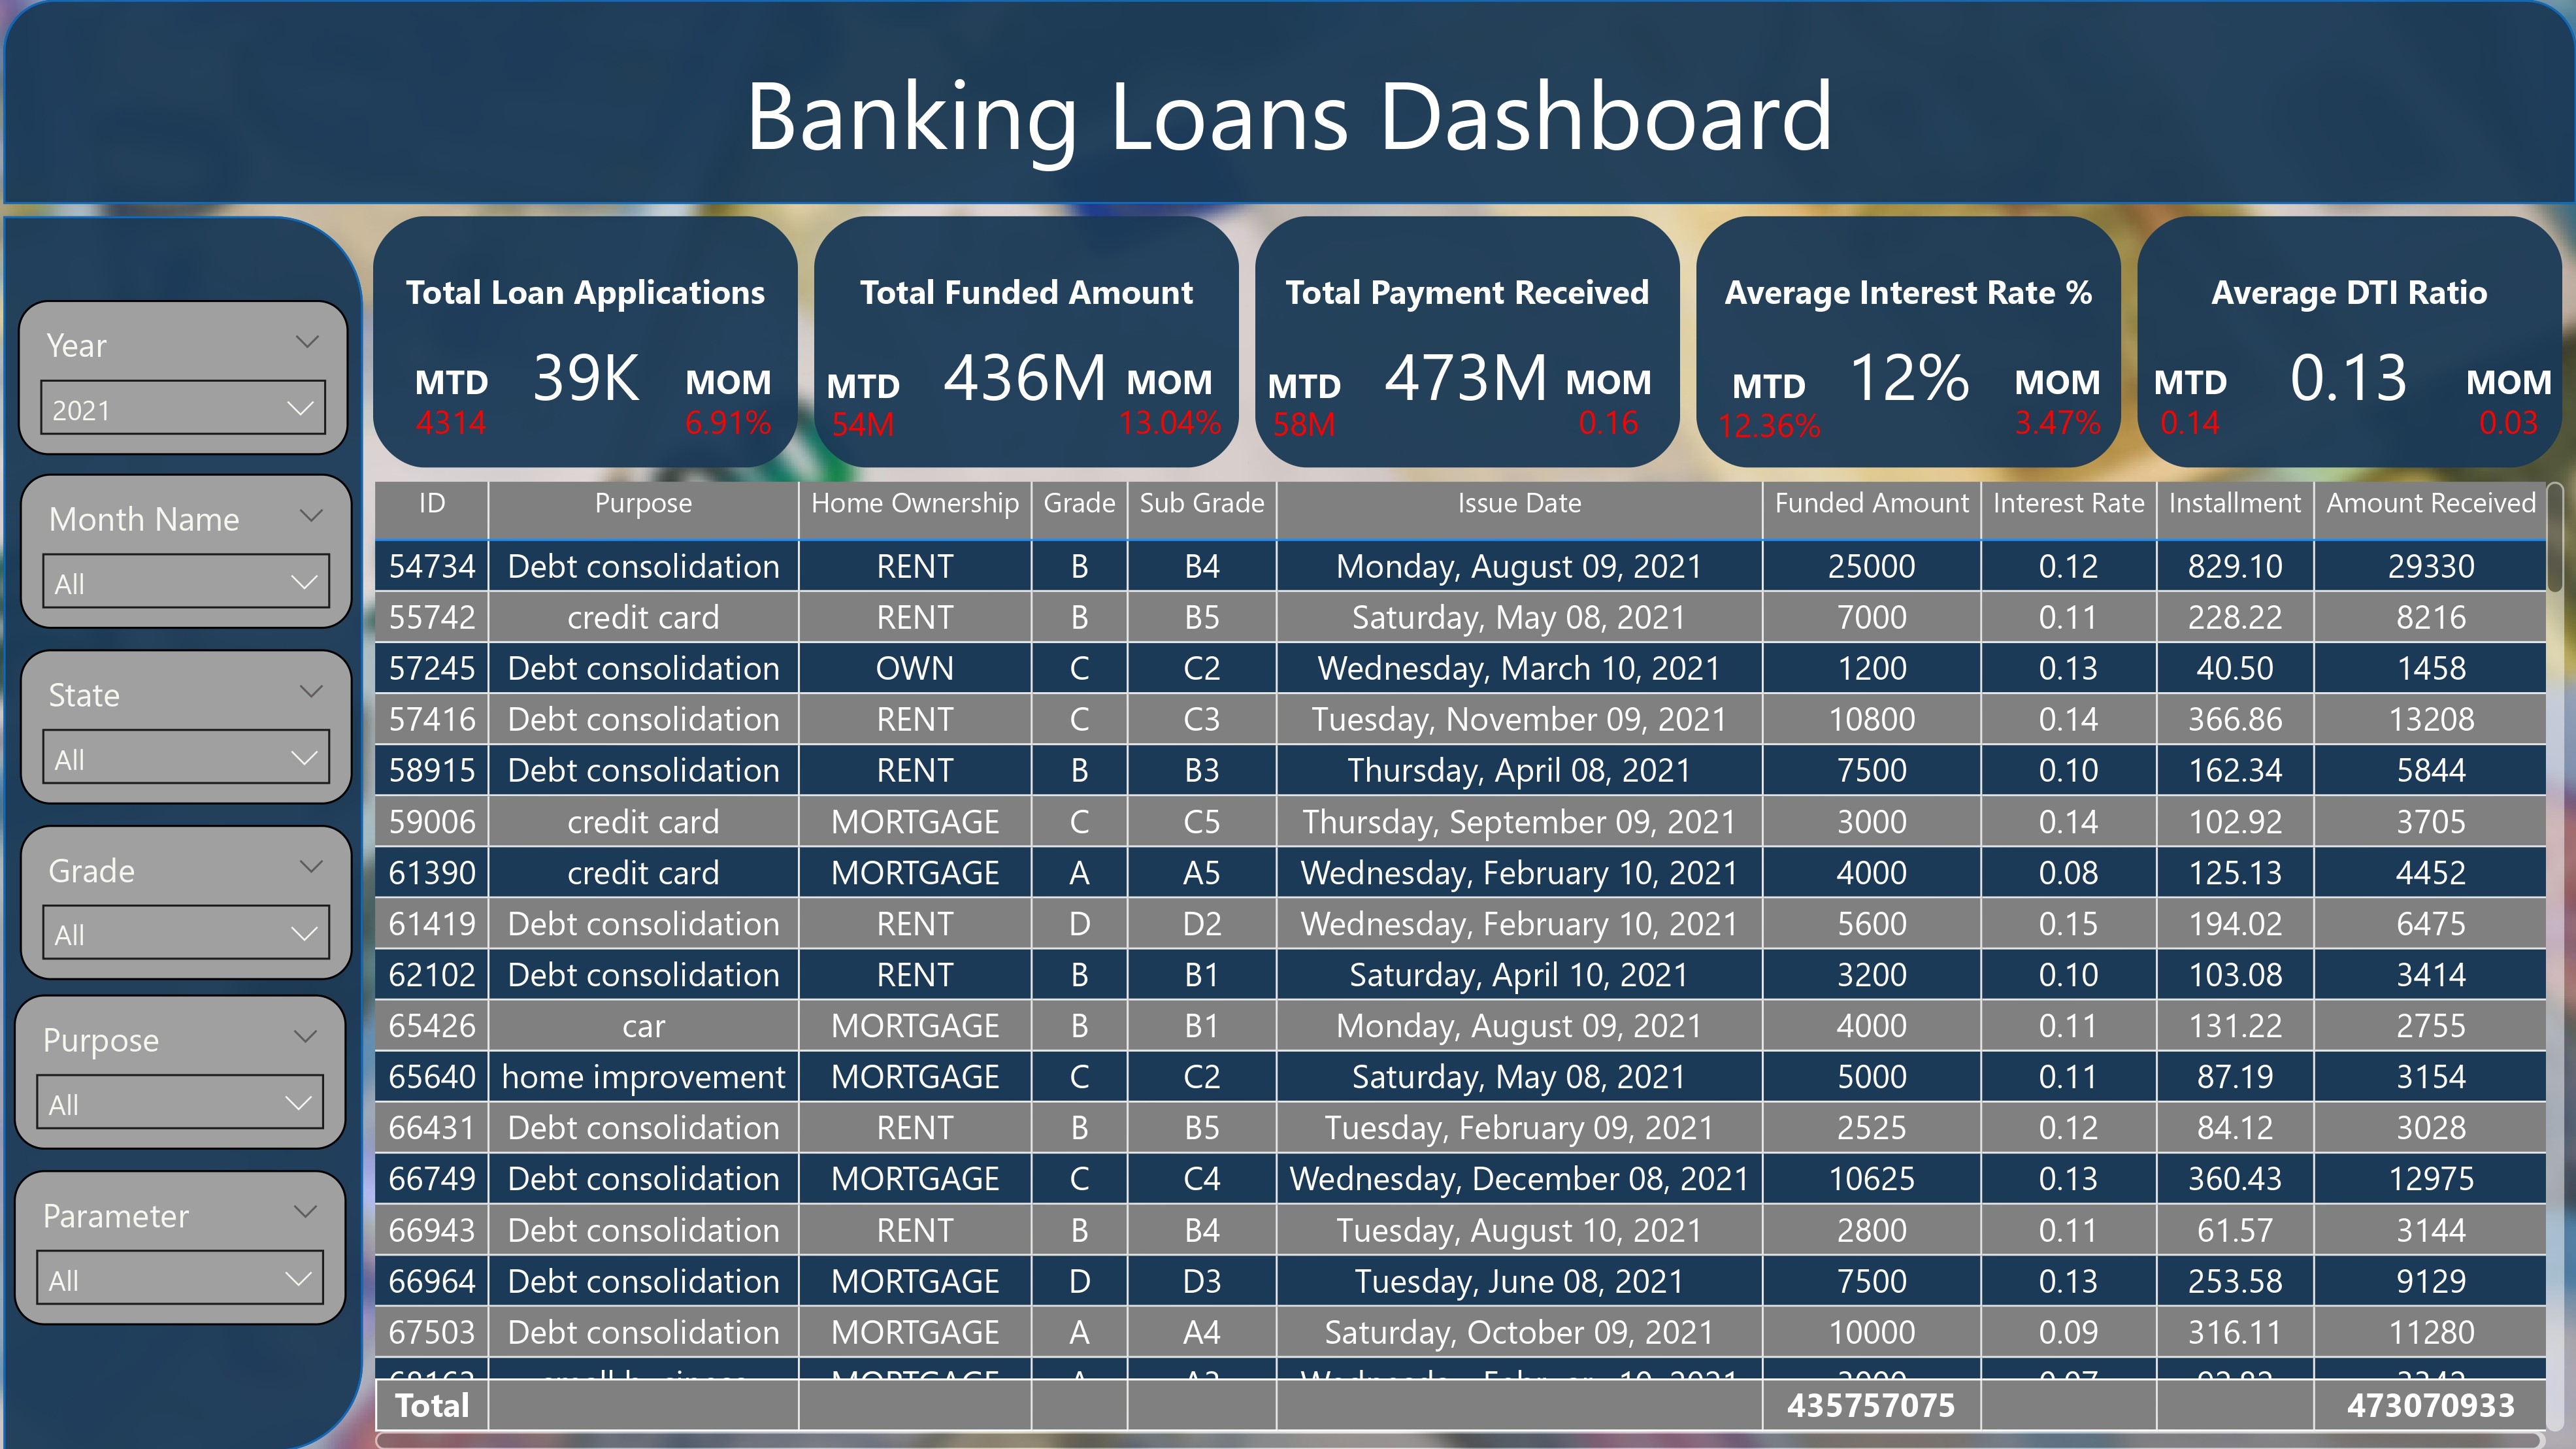 Banking Loans Dashboard
Year
2021
Month Name
All
State
All
Grade
All
Purpose
All
Parameter
All
Total Loan Applications
MTD 39K MOM
4314 6.91%
Total Funded Amount
MTD 436M MOM
54M 13.04%
Total Payment Received
MTD 473M MOM
58M 0.16
Average Interest Rate %
MTD 12% MOM
12.36% 3.47%
Average DTI Ratio
MTD 0.13 MOM
0.14 0.03
ID Purpose Home Ownership Grade Sub Grade Issue Date Funded Amount Interest Rate Installment Amount Received
54734 Debt consolidation RENT B B4 Monday, August 09, 2021 25000 0.12 829.10 29330
55742 credit card RENT B B5 Saturday, May 08, 2021 7000 0.11 228.22 8216
57245 Debt consolidation OWN C C2 Wednesday, March 10, 2021 1200 0.13 40.50 1458
57416 Debt consolidation RENT C C3 Tuesday, November 09, 2021 10800 0.14 366.86 13208
58915 Debt consolidation RENT B B3 Thursday, April 08, 2021 7500 0.10 162.34 5844
59006 credit card MORTGAGE C C5 Thursday, September 09, 2021 3000 0.14 102.92 3705
61390 credit card MORTGAGE A A5 Wednesday, February 10, 2021 4000 0.08 125.13 4452
61419 Debt consolidation RENT D D2 Wednesday, February 10, 2021 5600 0.15 194.02 6475
62102 Debt consolidation RENT B B1 Saturday, April 10, 2021 3200 0.10 103.08 3414
65426 car MORTGAGE B B1 Monday, August 09, 2021 4000 0.11 131.22 2755
65640 home improvement MORTGAGE C C2 Saturday, May 08, 2021 5000 0.11 87.19 3154
66431 Debt consolidation RENT B B5 Tuesday, February 09, 2021 2525 0.12 84.12 3028
66749 Debt consolidation MORTGAGE C C4 Wednesday, December 08, 2021 10625 0.13 360.43 12975
66943 Debt consolidation RENT B B4 Tuesday, August 10, 2021 2800 0.11 61.57 3144
66964 Debt consolidation MORTGAGE D D3 Tuesday, June 08, 2021 7500 0.13 253.58 9129
67503 Debt consolidation MORTGAGE A A4 Saturday, October 09, 2021 10000 0.09 316.11 11280
Total 435757075 473070933